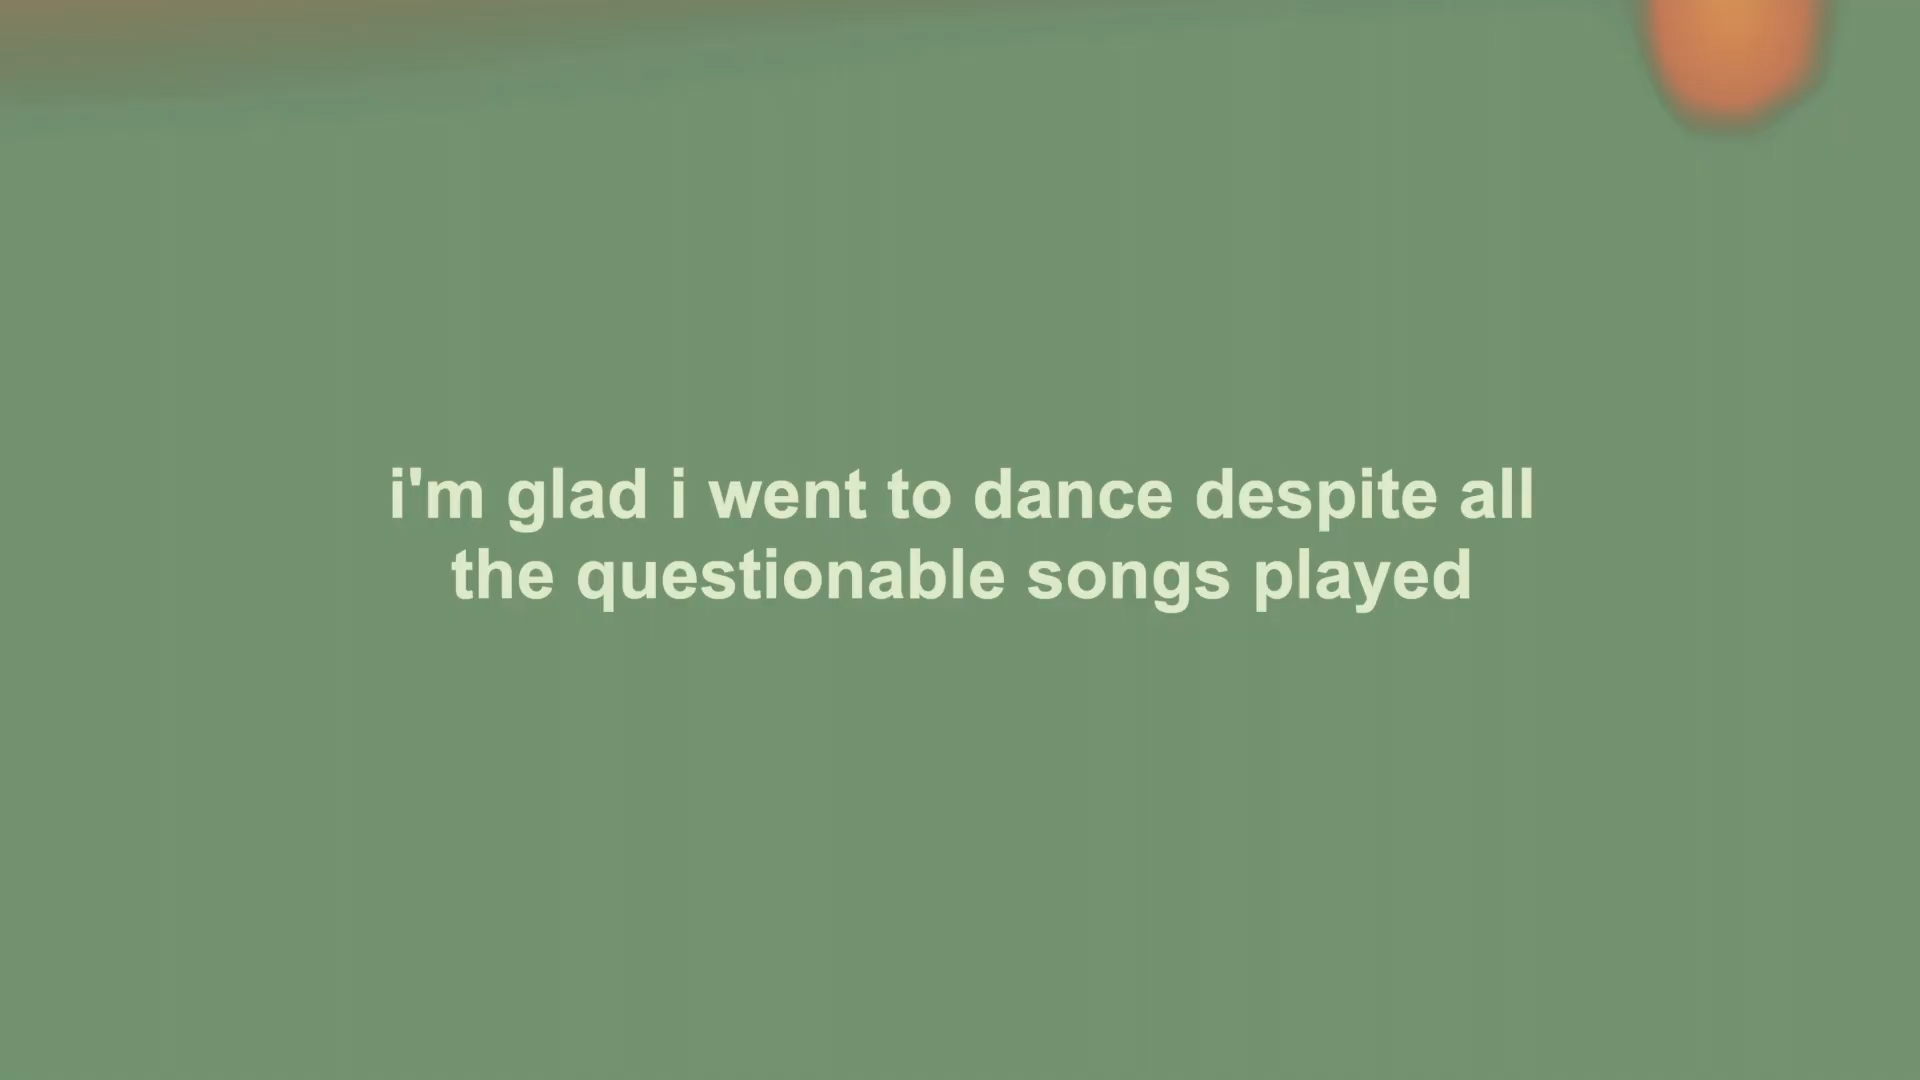 i'm glad i went to dance despite all
the questionable songs played